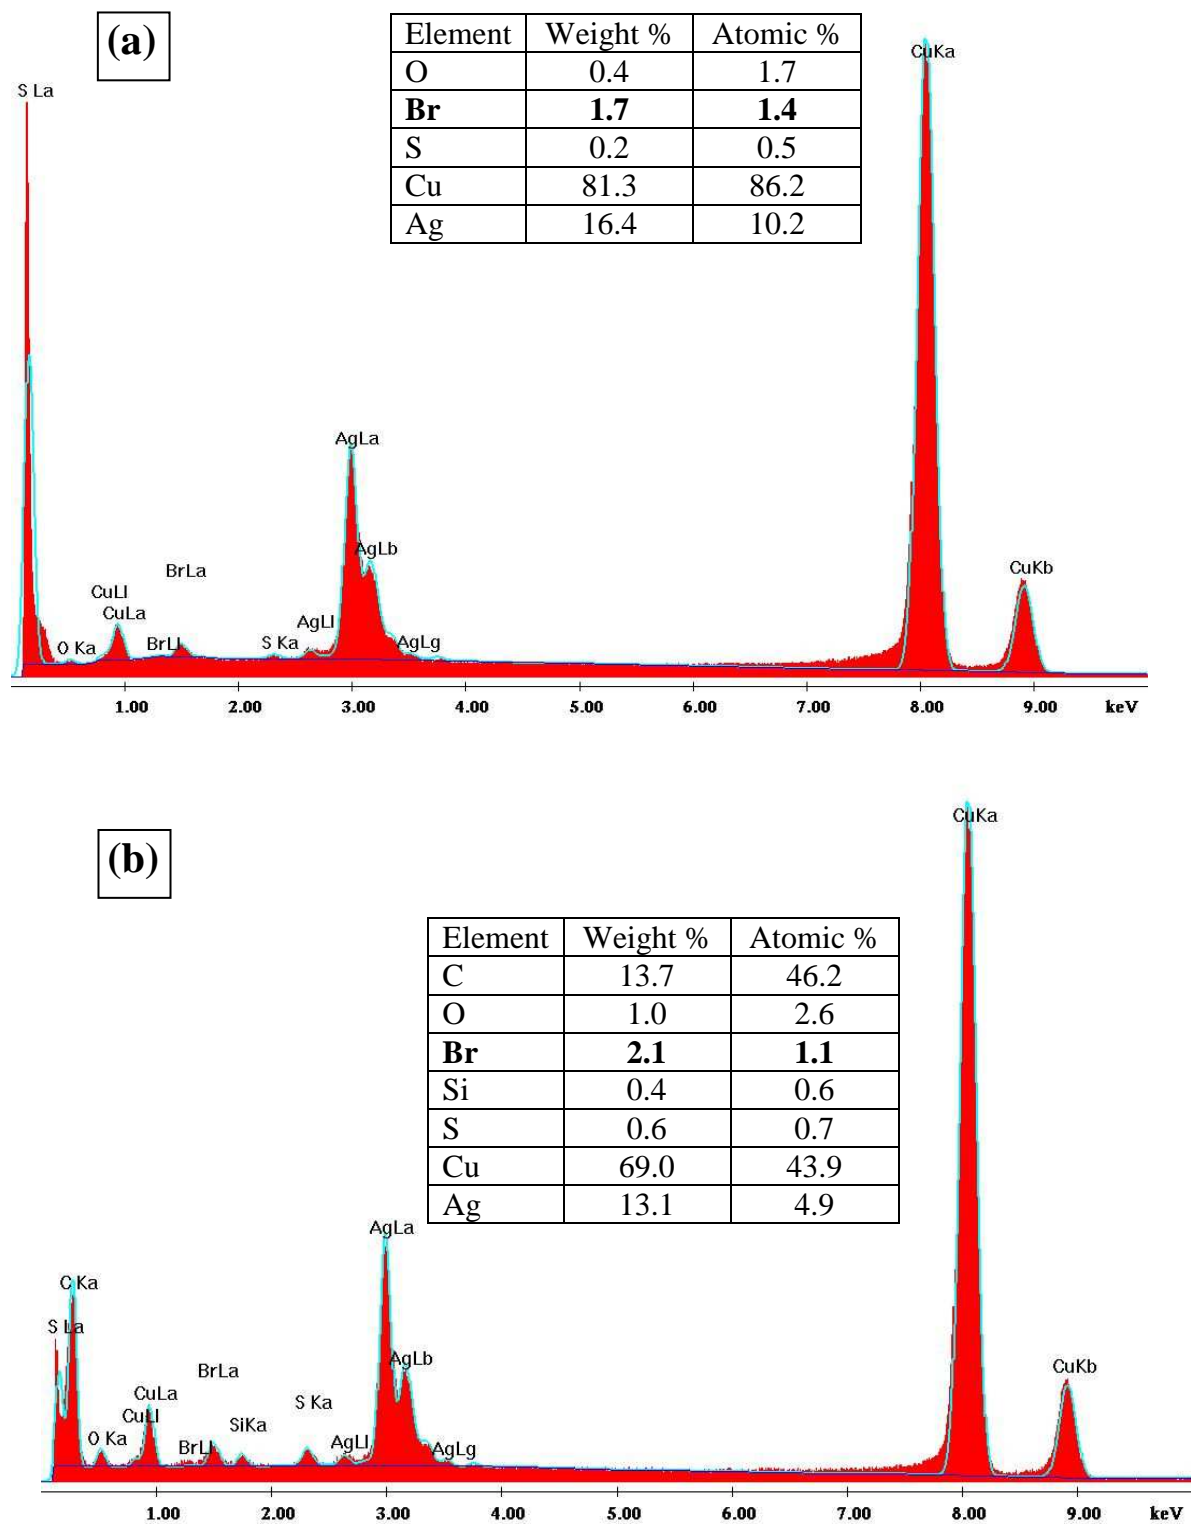 (a)
Element Weight % Atomic %
O 0.4 1.7
Br 1.7 1.4
S 0.2 0.5
Cu 81.3 86.2
Ag 16.4 10.2
CuKa
S La
AgLa
AgLb
BrLa
CuKb
CuLl
CuLa
AgLl
O Ka
BrLl
S Ka
AgLg
1.00 2.00 3.00 4.00 5.00 6.00 7.00 8.00 9.00 keV
CuKa
(b)
Element Weight % Atomic %
C 13.7 46.2
O 1.0 2.6
Br 2.1 1.1
Si 0.4 0.6
S 0.6 0.7
Cu 69.0 43.9
Ag 13.1 4.9
AgLa
C Ka
S La
AgLb
BrLa
CuKb
CuLa
S Ka
CuLl
SiKa
O Ka
BrLl
AgLl
AgLg
1.00 2.00 3.00 4.00 5.00 6.00 7.00 8.00 9.00 keV